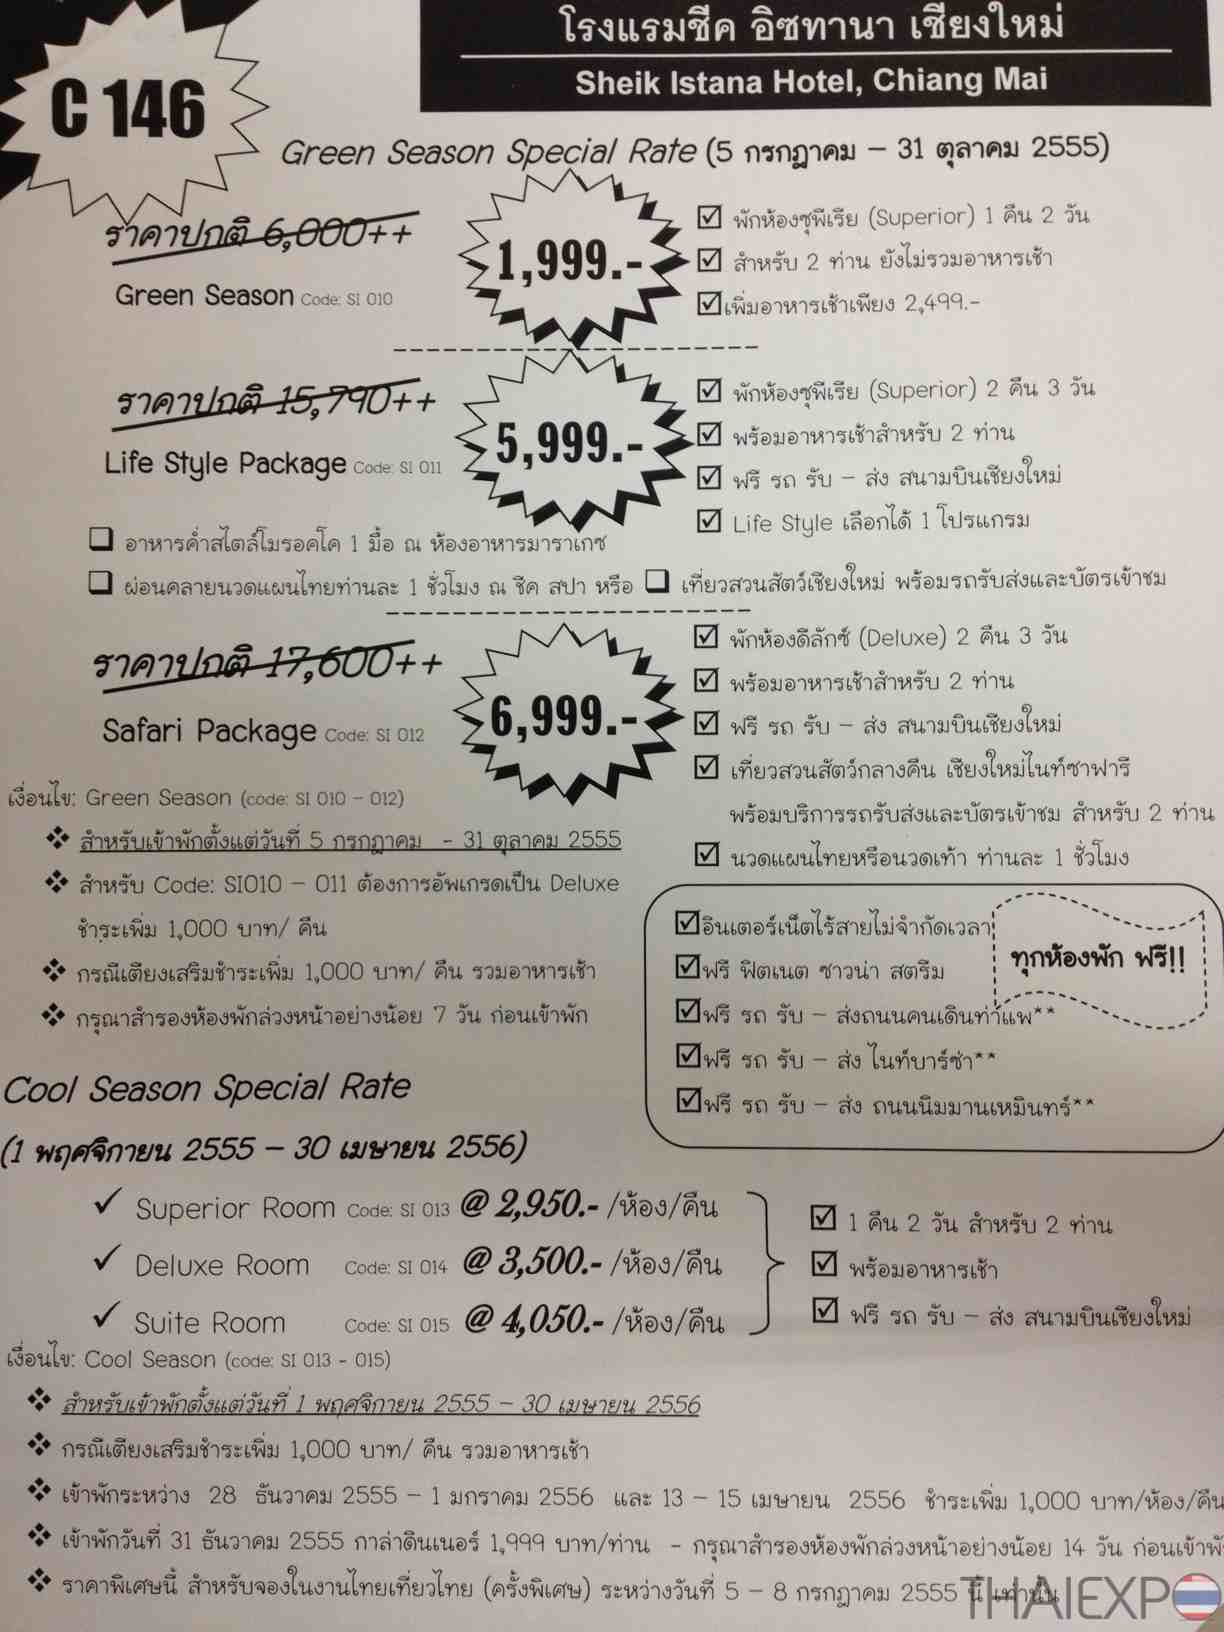 C 146
โรงแรมชีค อิซทานา เชียงใหม่
Sheik Istana Hotel, Chiang Mai
Green Season Special Rate (5 กรกฎาคม – 31 ตุลาคม 2555)
ราคาปกติ 6,000++
Green Season Code: SI 010
1,999.-
☑ พักห้องซุพีเรีย (Superior) 1 คืน 2 วัน
☑ สำหรับ 2 ท่าน ยังไม่รวมอาหารเช้า
☑ เพิ่มอาหารเช้าเพียง 2,499.-
ราคาปกติ 15,790++
Life Style Package Code: SI 011
5,999.-
☑ พักห้องซุพีเรีย (Superior) 2 คืน 3 วัน
☑ พร้อมอาหารเช้าสำหรับ 2 ท่าน
☑ ฟรี รถ รับ – ส่ง สนามบินเชียงใหม่
☑ Life Style เลือกได้ 1 โปรแกรม
❑ อาหารค่ำสไตล์โมรอคโค 1 มื้อ ณ ห้องอาหารมาราเกซ
❑ ผ่อนคลายนวดแผนไทยท่านละ 1 ชั่วโมง ณ ชีค สปา หรือ ❑ เที่ยวสวนสัตว์เชียงใหม่ พร้อมรถรับส่งและบัตรเข้าชม
ราคาปกติ 17,600++
Safari Package Code: SI 012
6,999.-
☑ พักห้องดีลักซ์ (Deluxe) 2 คืน 3 วัน
☑ พร้อมอาหารเช้าสำหรับ 2 ท่าน
☑ ฟรี รถ รับ – ส่ง สนามบินเชียงใหม่
☑ เที่ยวสวนสัตว์กลางคืน เชียงใหม่ไนท์ซาฟารี
พร้อมบริการรถรับส่งและบัตรเข้าชม สำหรับ 2 ท่าน
☑ นวดแผนไทยหรือนวดเท้า ท่านละ 1 ชั่วโมง
เงื่อนไข: Green Season (code: SI 010 – 012)
❖ สำหรับเข้าพักตั้งแต่วันที่ 5 กรกฎาคม - 31 ตุลาคม 2555
❖ สำหรับ Code: SI010 – 011 ต้องการอัพเกรดเป็น Deluxe
ชำระเพิ่ม 1,000 บาท/ คืน
❖ กรณีเตียงเสริมชำระเพิ่ม 1,000 บาท/ คืน รวมอาหารเช้า
❖ กรุณาสำรองห้องพักล่วงหน้าอย่างน้อย 7 วัน ก่อนเข้าพัก
☑อินเตอร์เน็ตไร้สายไม่จำกัดเวลา
ทุกห้องพัก ฟรี!!
☑ฟรี ฟิตเนต ซาวน่า สตรีม
☑ฟรี รถ รับ – ส่งถนนคนเดินท่าแพ**
☑ฟรี รถ รับ – ส่ง ไนท์บาร์ซ่า**
☑ฟรี รถ รับ – ส่ง ถนนนิมมานเหมินทร์**
Cool Season Special Rate
(1 พฤศจิกายน 2555 – 30 เมษายน 2556)
✓ Superior Room Code: SI 013 @ 2,950.- /ห้อง/คืน
✓ Deluxe Room Code: SI 014 @ 3,500.- /ห้อง/คืน
✓ Suite Room Code: SI 015 @ 4,050.- /ห้อง/คืน
☑ 1 คืน 2 วัน สำหรับ 2 ท่าน
☑ พร้อมอาหารเช้า
☑ ฟรี รถ รับ – ส่ง สนามบินเชียงใหม่
เงื่อนไข: Cool Season (code: SI 013 - 015)
❖ สำหรับเข้าพักตั้งแต่วันที่ 1 พฤศจิกายน 2555 – 30 เมษายน 2556
❖ กรณีเตียงเสริมชำระเพิ่ม 1,000 บาท/ คืน รวมอาหารเช้า
❖ เข้าพักระหว่าง 28 ธันวาคม 2555 – 1 มกราคม 2556 และ 13 – 15 เมษายน 2556 ชำระเพิ่ม 1,000 บาท/ห้อง/คืน
❖ เข้าพักวันที่ 31 ธันวาคม 2555 กาล่าดินเนอร์ 1,999 บาท/ท่าน - กรุณาสำรองห้องพักล่วงหน้าอย่างน้อย 14 วัน ก่อนเข้าพั
❖ ราคาพิเศษนี้ สำหรับจองในงานไทยเที่ยวไทย (ครั้งพิเศษ) ระหว่างวันที่ 5 – 8 กรกฎาคม 2555 นี้ เท่านั้น
THAIEXPO